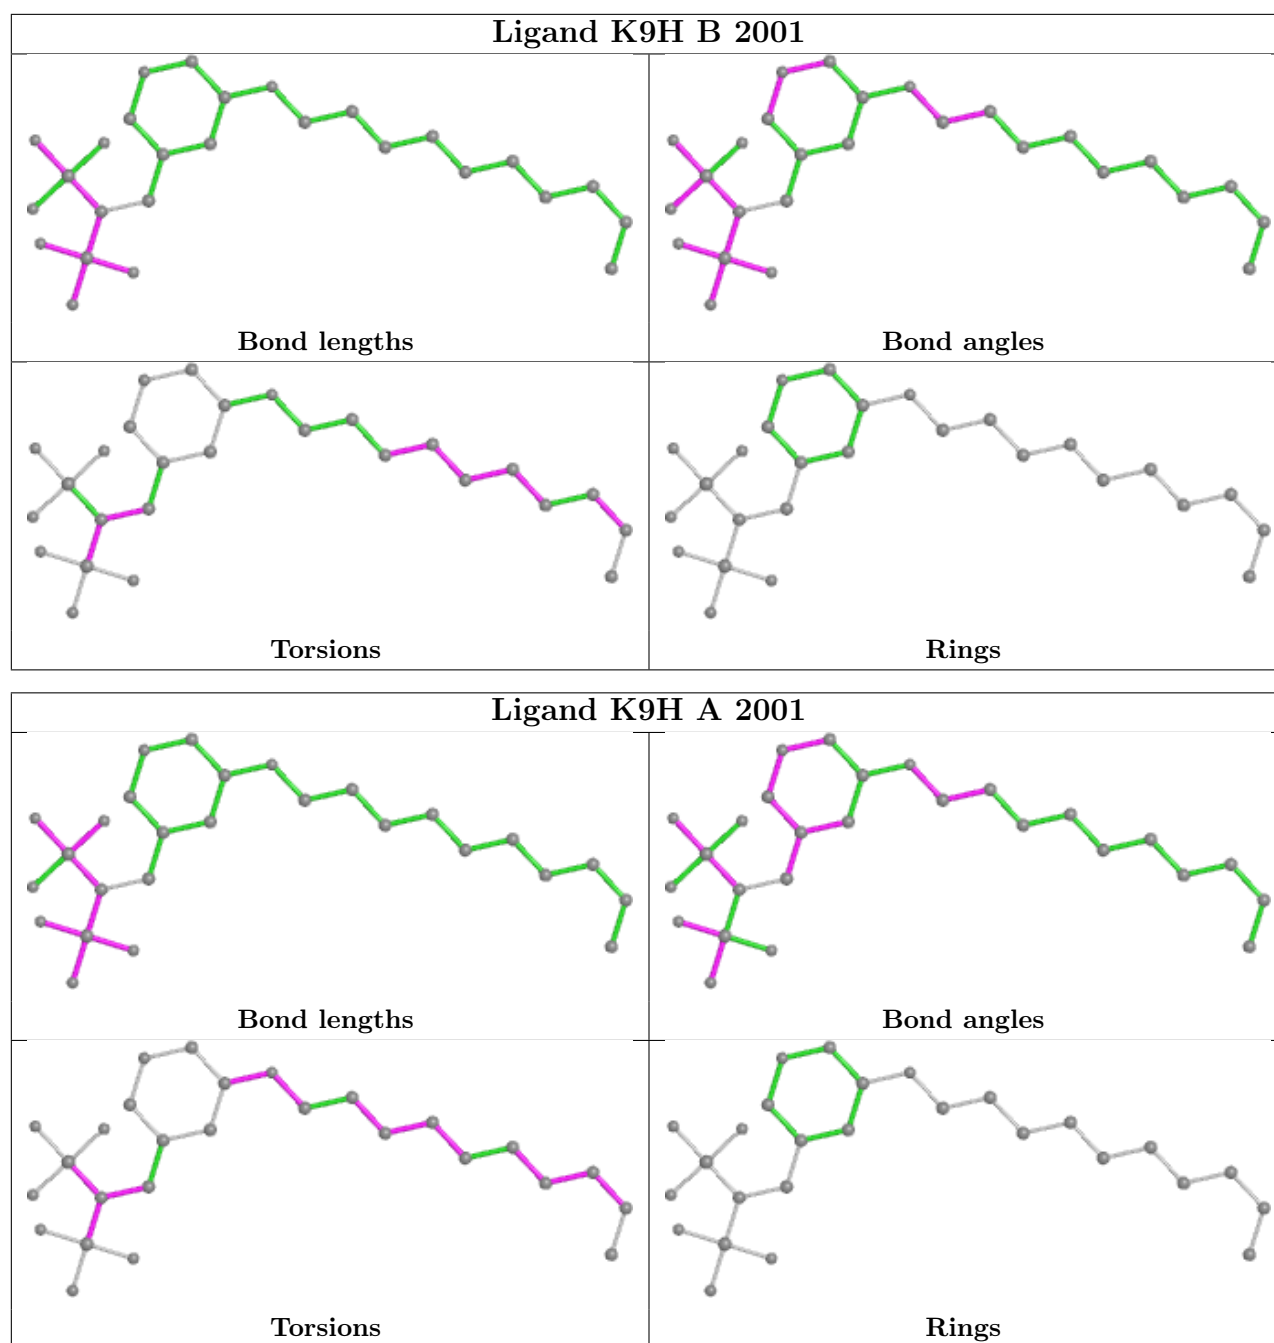 Ligand K9H B 2001
Bond lengths
Bond angles
Torsions
Rings
Ligand K9H A 2001
Bond lengths
Bond angles
Torsions
Rings